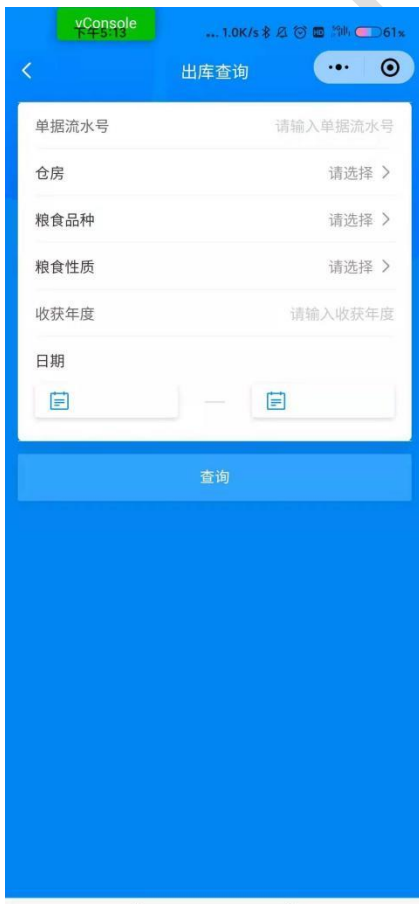 vConsole
下午5:13 ... 1.0K/s 61%
出库查询
单据流水号 请输入单据流水号
仓房 请选择
粮食品种 请选择
粮食性质 请选择
收获年度 请输入收获年度
日期
—
查询